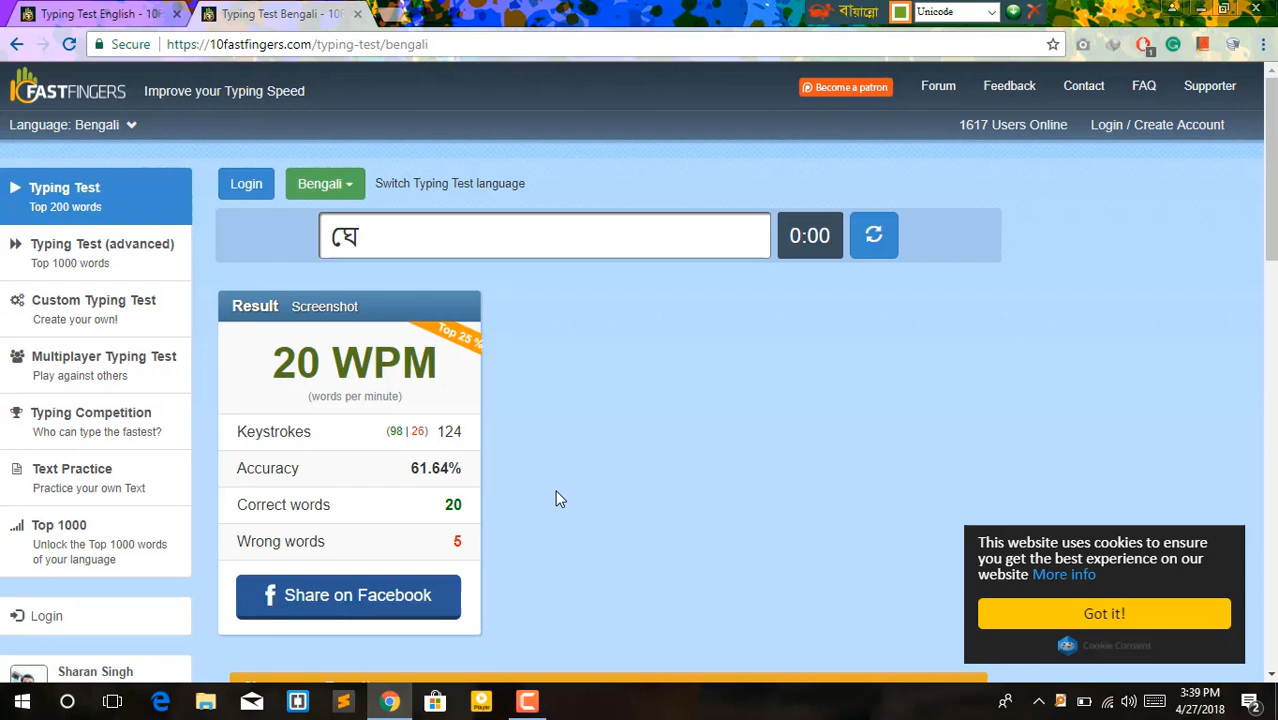 Typing Test English -
Typing Test Bengali - 10
বায়ান্নো
Unicode
Secure
https://10fastfingers.com/typing-test/bengali
1
10FASTFINGERS
Improve your Typing Speed
Become a patron
Forum
Feedback
Contact
FAQ
Supporter
Language: Bengali
1617 Users Online
Login / Create Account
Typing Test
Top 200 words
Typing Test (advanced)
Top 1000 words
Custom Typing Test
Create your own!
Multiplayer Typing Test
Play against others
Typing Competition
Who can type the fastest?
Text Practice
Practice your own Text
Top 1000
Unlock the Top 1000 words
of your language
Login
Sharan Singh
Login
Bengali
Switch Typing Test language
ঘে
0:00
Result
Screenshot
Top 25 %
20 WPM
(words per minute)
Keystrokes
(98 | 26) 124
Accuracy
61.64%
Correct words
20
Wrong words
5
Share on Facebook
This website uses cookies to ensure
you get the best experience on our
website More info
Got it!
Cookie Consent
Player
3:39 PM
4/27/2018
2